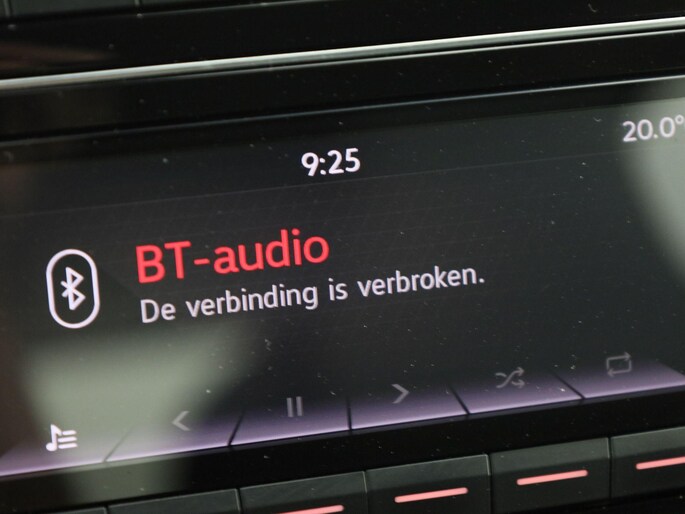 9:25
20.0°
BT-audio
De verbinding is verbroken.